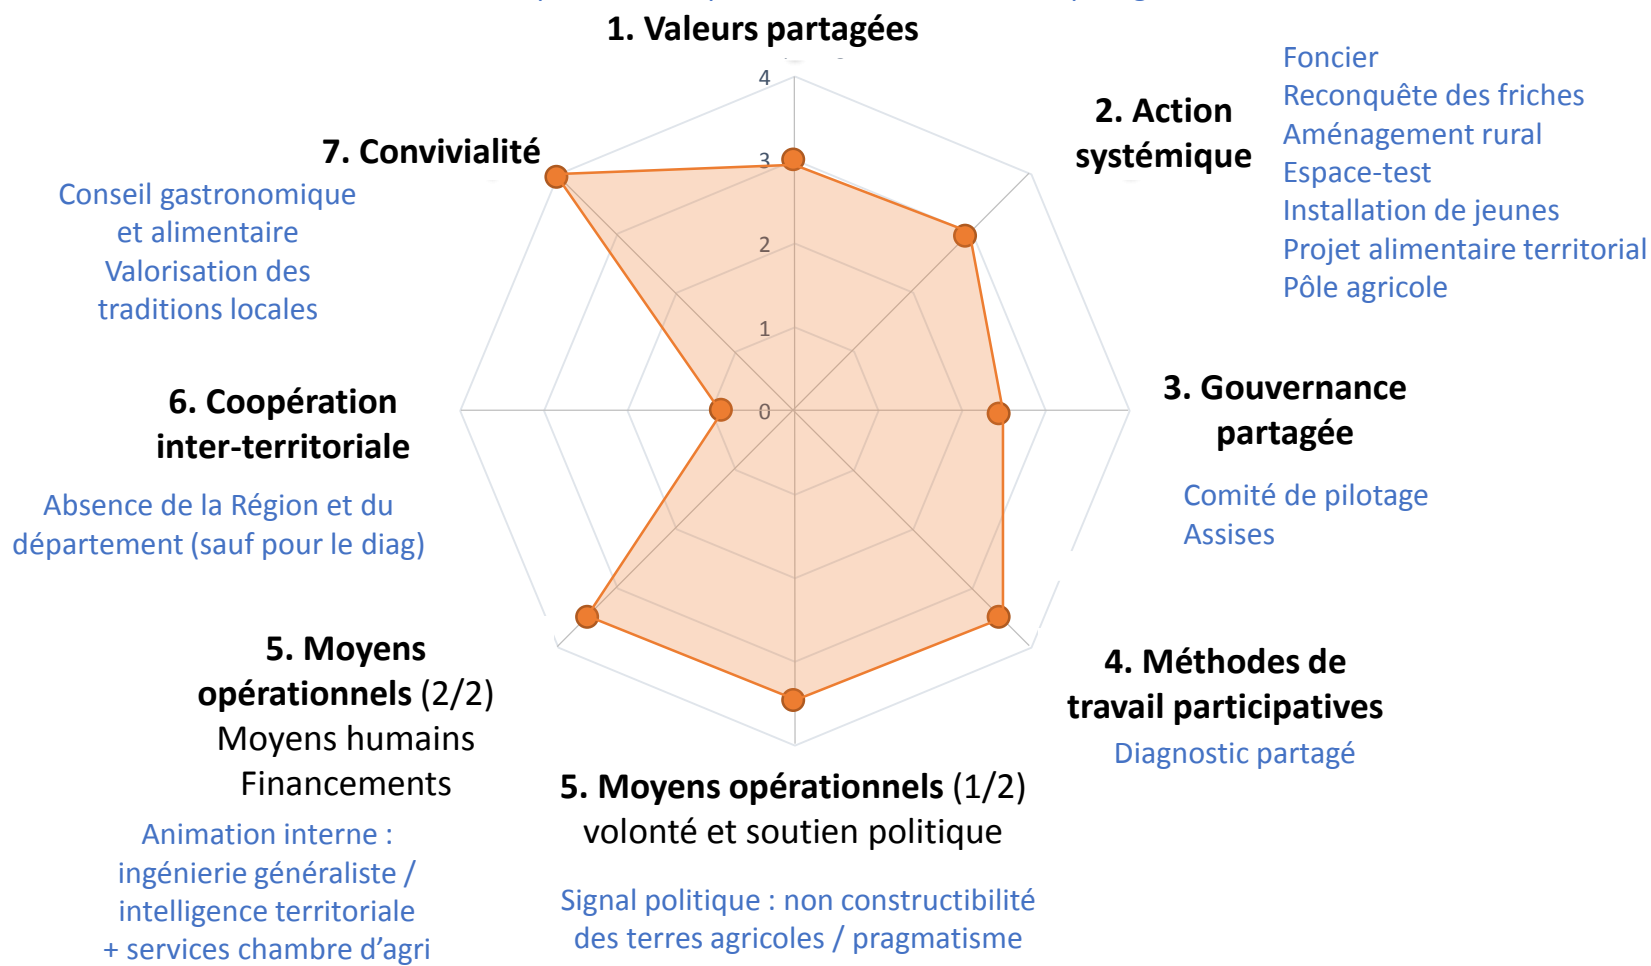 1. Valeurs partagées
4
3
2
1
0
2. Action
systémique
Foncier
Reconquête des friches
Aménagement rural
Espace-test
Installation de jeunes
Projet alimentaire territorial
Pôle agricole
7. Convivialité
Conseil gastronomique
et alimentaire
Valorisation des
traditions locales
3. Gouvernance
partagée
Comité de pilotage
Assises
6. Coopération
inter-territoriale
Absence de la Région et du
département (sauf pour le diag)
4. Méthodes de
travail participatives
Diagnostic partagé
5. Moyens
opérationnels (2/2)
Moyens humains
Financements
Animation interne :
ingénierie généraliste /
intelligence territoriale
+ services chambre d’agri
5. Moyens opérationnels (1/2)
volonté et soutien politique
Signal politique : non constructibilité
des terres agricoles / pragmatisme